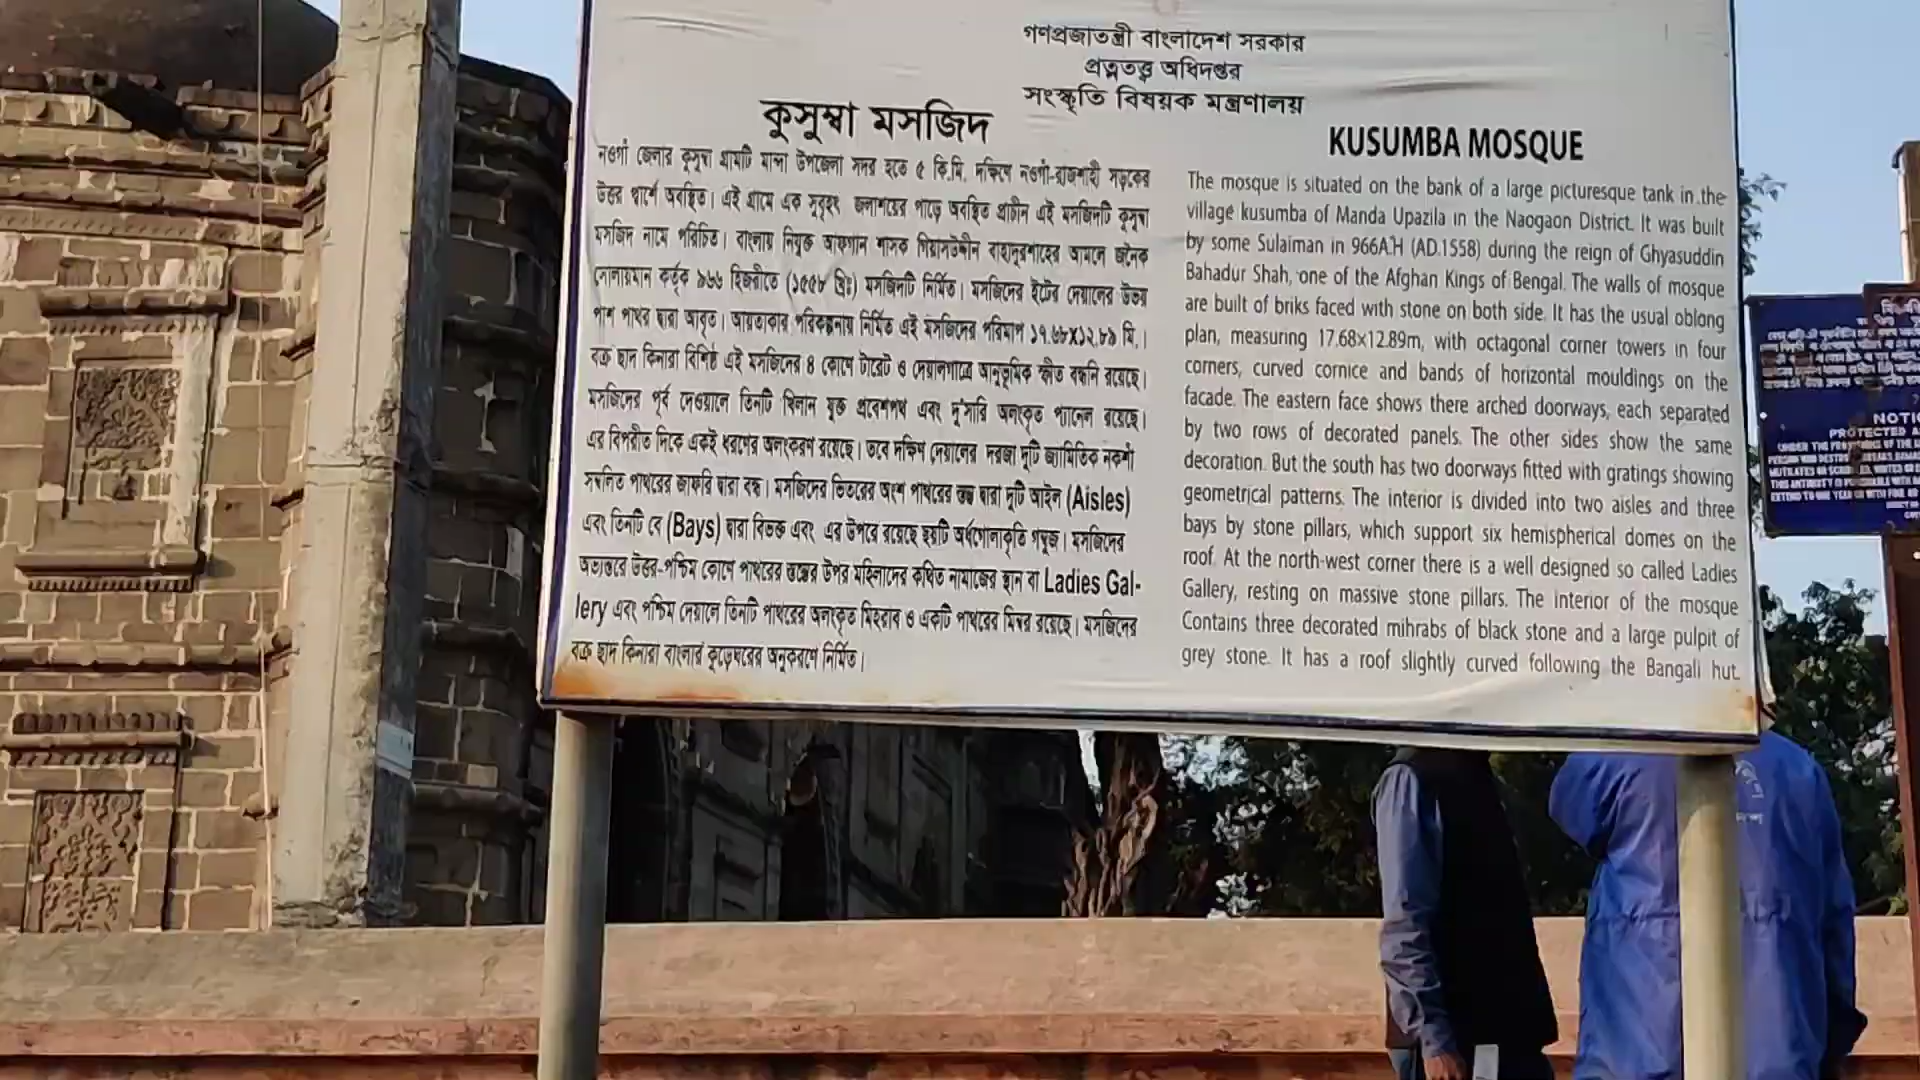 গণপ্রজাতন্ত্রী বাংলাদেশ সরকার
প্রত্নতত্ত্ব অধিদপ্তর
সংস্কৃতি বিষয়ক মন্ত্রণালয়
কুসুম্বা মসজিদ
নওগাঁ জেলার কুসুম্বা গ্রামটি মান্দা উপজেলা সদর হতে ৫ কি.মি. দক্ষিণে নওগাঁ-রাজশাহী সড়কের
উত্তর পার্শে অবস্থিত। এই গ্রামে এক সুবৃহৎ জলাশয়ের পাড়ে অবস্থিত প্রাচীন এই মসজিদটি কুসুম্বা
মসজিদ নামে পরিচিত। বাংলায় নিযুক্ত আফগান শাসক গিয়াসউদ্দীন বাহাদুরশাহের আমলে জনৈক
সোলায়মান কর্তৃক ৯৬৬ হিজরীতে (১৫৫৮ খ্রিঃ) মসজিদটি নির্মিত। মসজিদের ইটের দেয়ালের উভয়
পাশ পাথর দ্বারা আবৃত। আয়তাকার পরিকল্পনায় নির্মিত এই মসজিদের পরিমাপ ১৭.৬৮X১২.৮৯ মি.।
বক্র ছাদ কিনারা বিশিষ্ঠ এই মসজিদের ৪ কোণে টারেট ও দেয়ালগাত্রে আনুভূমিক স্ফীত বন্ধনি রয়েছে।
মসজিদের পূর্ব দেওয়ালে তিনটি খিলান যুক্ত প্রবেশপথ এবং দু'সারি অলংকৃত প্যানেল রয়েছে।
এর বিপরীত দিকে একই ধরণের অলংকরণ রয়েছে। তবে দক্ষিণ দেয়ালের দরজা দুটি জ্যামিতিক নকশা
সম্বলিত পাথরের জাফরি দ্বারা বন্ধ। মসজিদের ভিতরের অংশ পাথরের স্তম্ভ দ্বারা দুটি আইল (Aisles)
এবং তিনটি বে (Bays) দ্বারা বিভক্ত এবং এর উপরে রয়েছে ছয়টি অর্ধগোলাকৃতি গম্বুজ। মসজিদের
অভ্যন্তরে উত্তর-পশ্চিম কোণে পাথরের স্তম্ভের উপর মহিলাদের কথিত নামাজের স্থান বা Ladies Gal-
lery এবং পশ্চিম দেয়ালে তিনটি পাথরের অলংকৃত মিহরাব ও একটি পাথরের মিম্বর রয়েছে। মসজিদের
বক্র ছাদ কিনারা বাংলার কুড়েঘরের অনুকরণে নির্মিত।
KUSUMBA MOSQUE
The mosque is situated on the bank of a large picturesque tank in the
village kusumba of Manda Upazila in the Naogaon District. It was built
by some Sulaiman in 966A.H (AD.1558) during the reign of Ghyasuddin
Bahadur Shah, one of the Afghan Kings of Bengal. The walls of mosque
are built of briks faced with stone on both side. It has the usual oblong
plan, measuring 17.68x12.89m, with octagonal corner towers in four
corners, curved cornice and bands of horizontal mouldings on the
facade. The eastern face shows there arched doorways, each separated
by two rows of decorated panels. The other sides show the same
decoration. But the south has two doorways fitted with gratings showing
geometrical patterns. The interior is divided into two aisles and three
bays by stone pillars, which support six hemispherical domes on the
roof. At the north-west corner there is a well designed so called Ladies
Gallery, resting on massive stone pillars. The interior of the mosque
Contains three decorated mihrabs of black stone and a large pulpit of
grey stone. It has a roof slightly curved following the Bangali hut.
NOTIC
PROTECTED A
UNDER THE